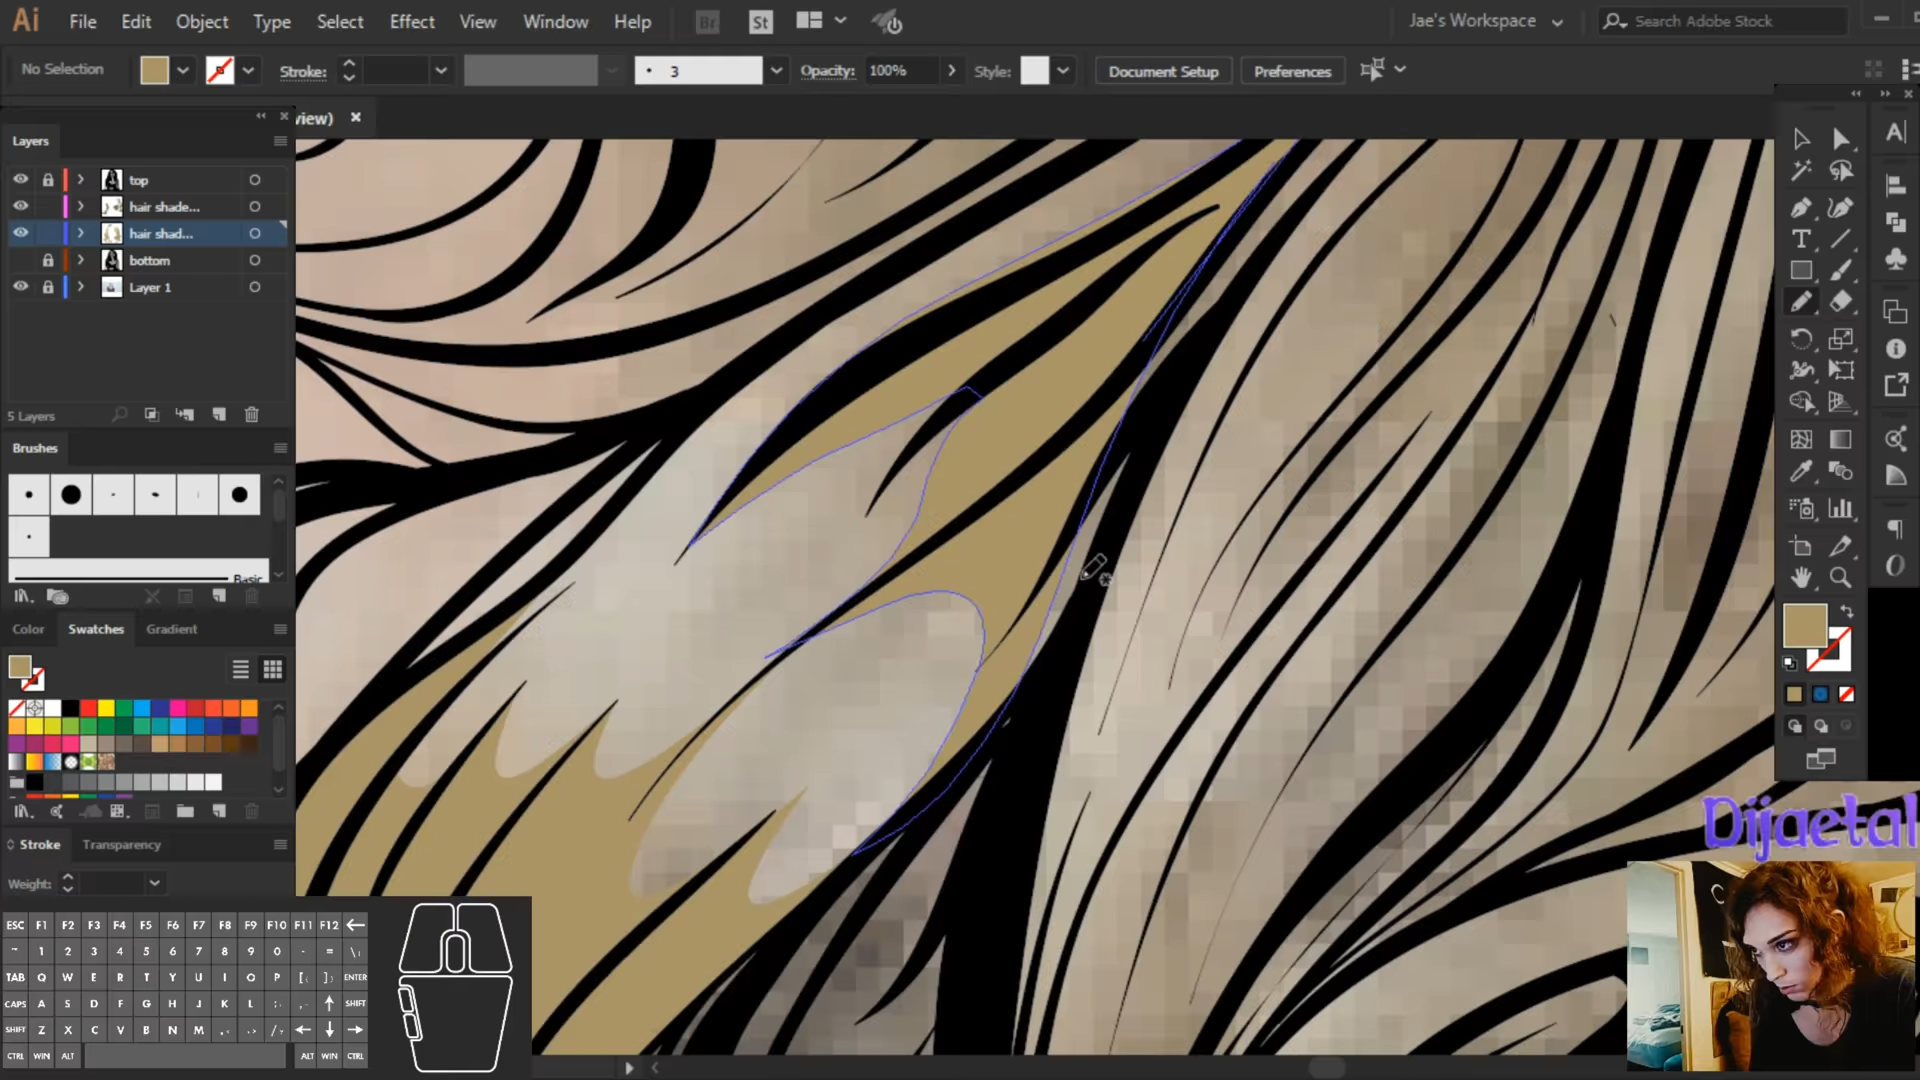 Ai File Edit Object Type Select Effect View Window Help Br St Jae's Workspace Search Adobe Stock
No Selection Stroke: 3 Opacity: 100% Style: Document Setup Preferences
view)
Layers
top
hair shade...
hair shad...
bottom
Layer 1
5 Layers
Brushes
Basic
Color Swatches Gradient
Stroke Transparency
Weight:
ESC F1 F2 F3 F4 F5 F6 F7 F8 F9 F10 F11 F12
~ 1 2 3 4 5 6 7 8 9 0 - =
TAB Q W E R T Y U I O P [ ] ENTER
CAPS A S D F G H J K L SHIFT
SHIFT Z X C V B N M
CTRL WIN ALT ALT WIN CTRL
Dijaetal